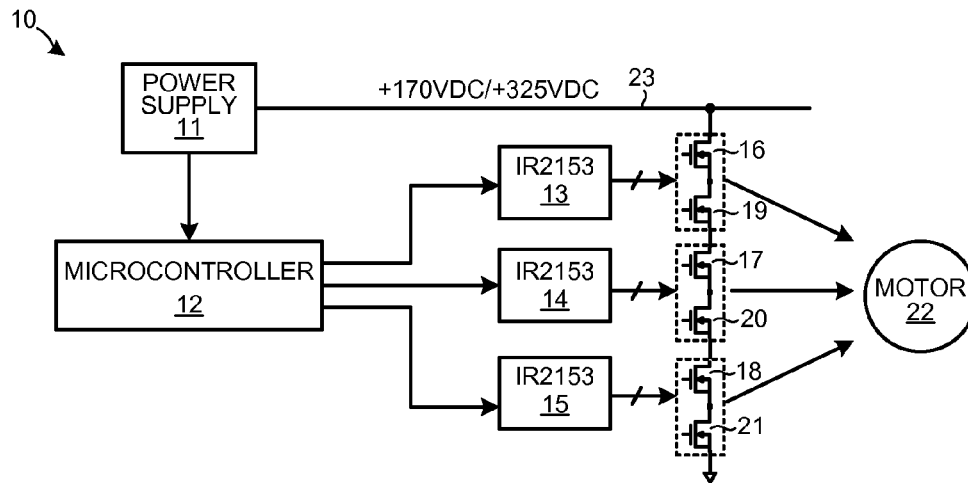 10
POWER
SUPPLY
11
+170VDC/+325VDC
23
16
IR2153
13
19
MICROCONTROLLER
12
17
IR2153
14
20
MOTOR
22
18
IR2153
15
21